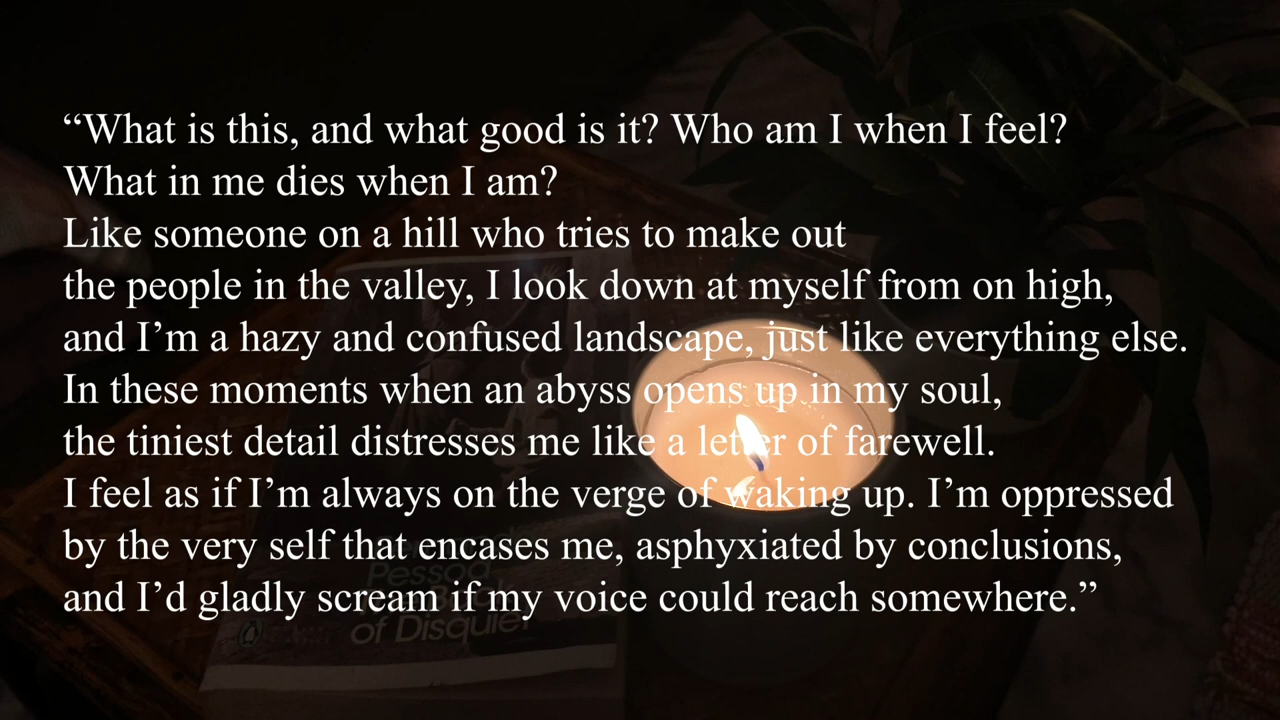 “What is this, and what good is it? Who am I when I feel?
What in me dies when I am?
Like someone on a hill who tries to make out
the people in the valley, I look down at myself from on high,
and I’m a hazy and confused landscape, just like everything else.
In these moments when an abyss opens up in my soul,
the tiniest detail distresses me like a letter of farewell.
I feel as if I’m always on the verge of waking up. I’m oppressed
by the very self that encases me, asphyxiated by conclusions,
and I’d gladly scream if my voice could reach somewhere.”
Pessoa
of Disquiet